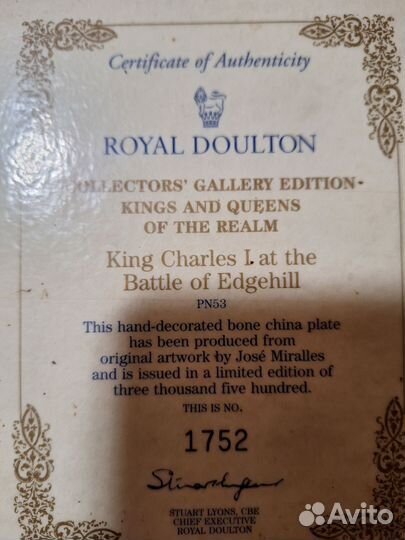 Certificate of Authenticity
ROYAL DOULTON
COLLECTORS' GALLERY EDITION-
KINGS AND QUEENS
OF THE REALM
King Charles I at the
Battle of Edgehill
PN53
This hand-decorated bone china plate
has been produced from
original artwork by José Miralles
and is issued in a limited edition of
three thousand five hundred.
THIS IS NO.
1752
STUART LYONS, CBE
CHIEF EXECUTIVE
ROYAL DOULTON
Avito